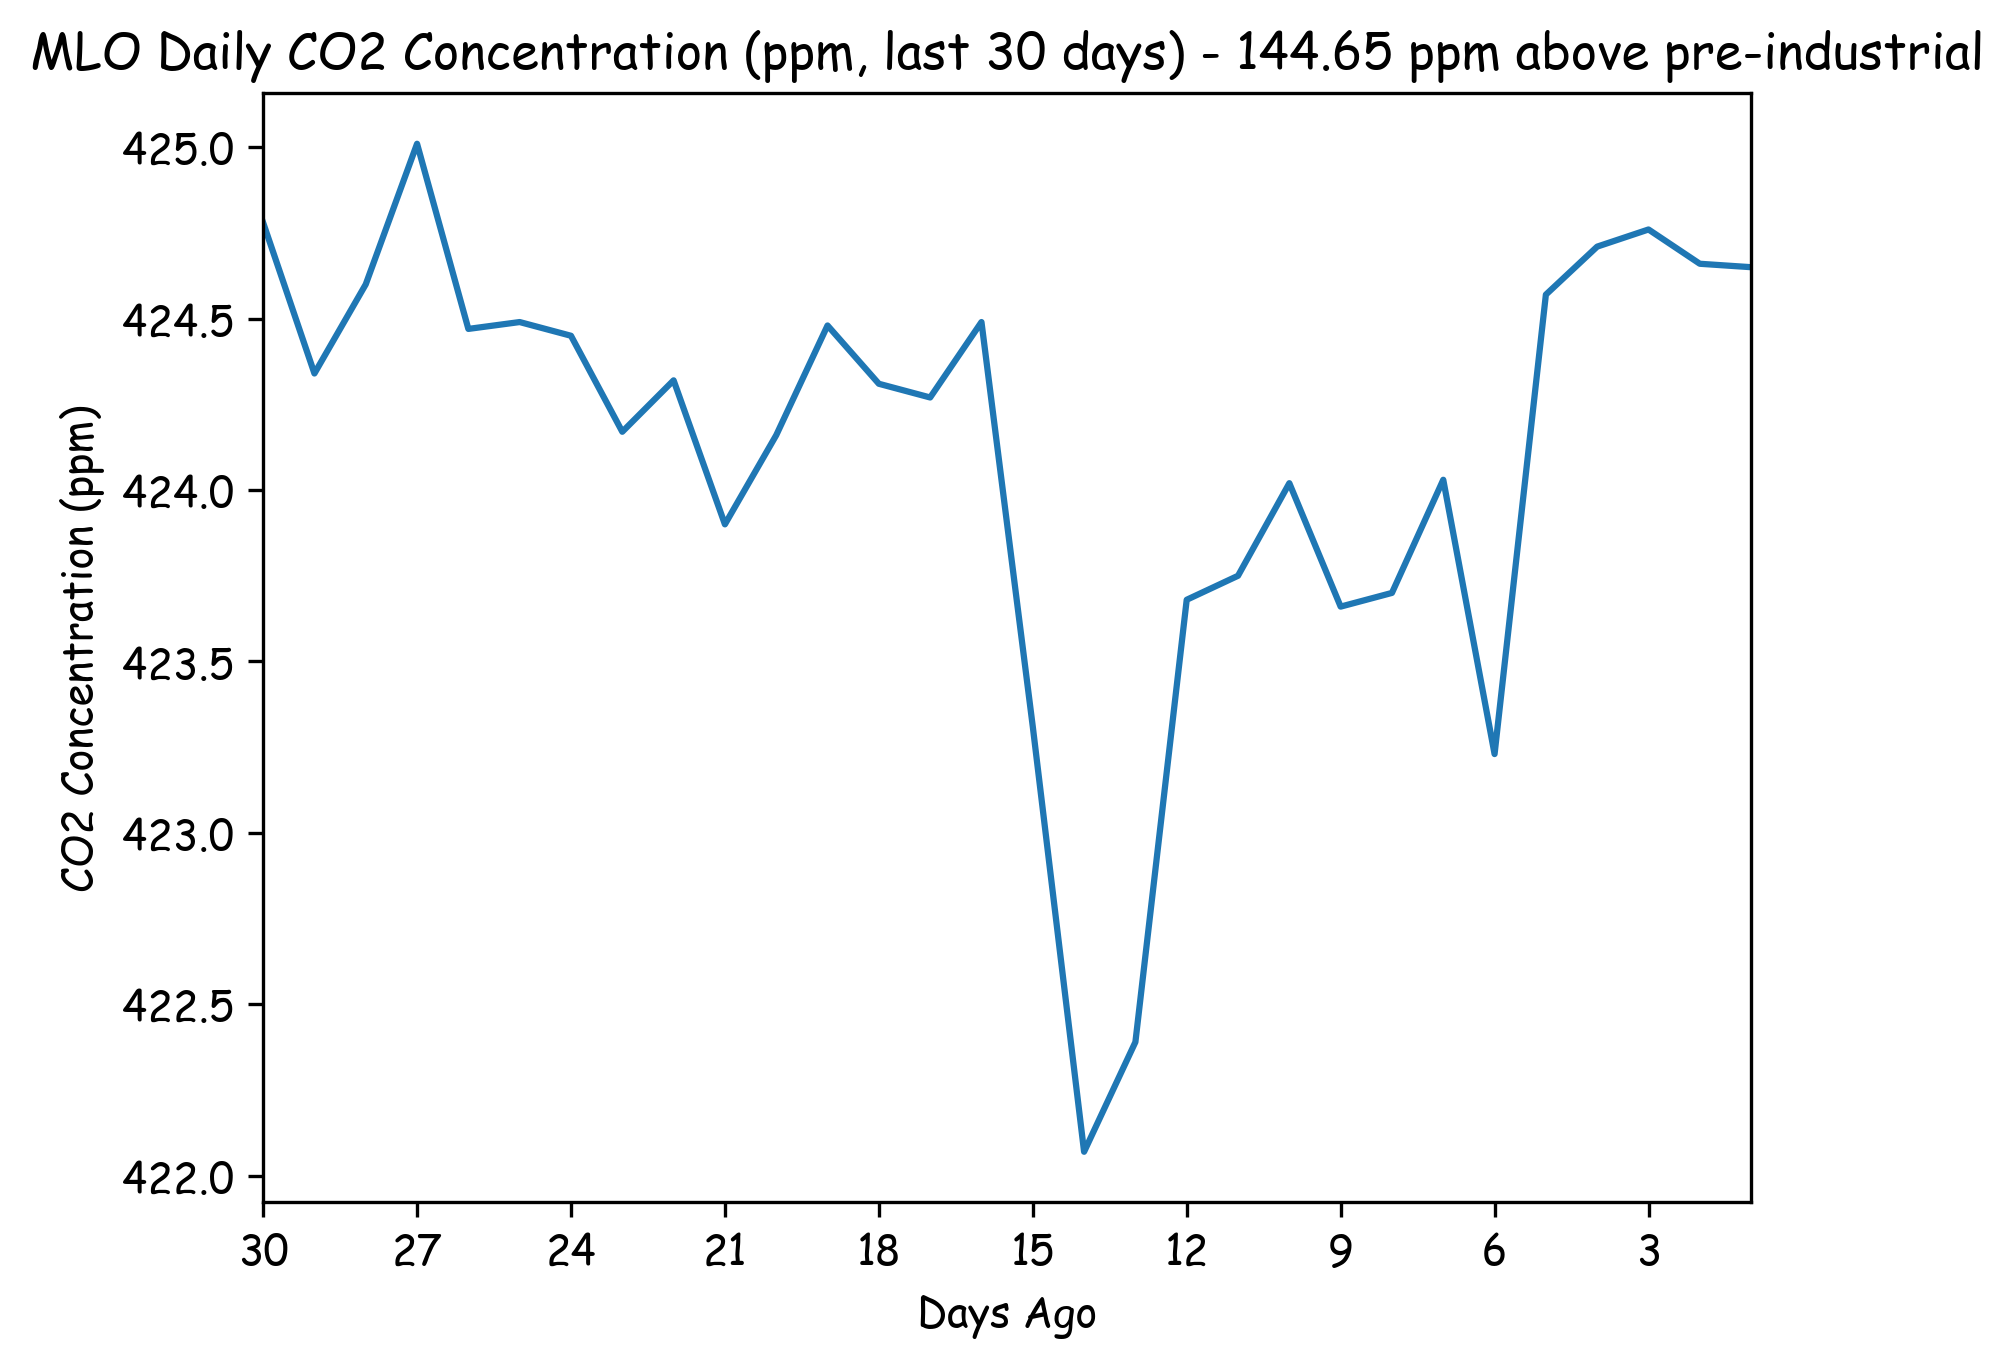 MLO Daily CO2 Concentration (ppm, last 30 days) - 144.65 ppm above pre-industrial
CO2 Concentration (ppm)
425.0
424.5
424.0
423.5
423.0
422.5
422.0
30 27 24 21 18 15 12 9 6 3
Days Ago